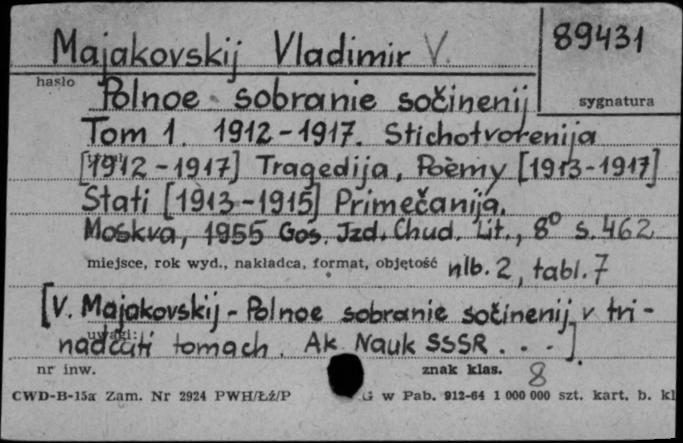 Majakovskij Vladimir V.
89431
hasło
sygnatura
Polnoe sobranie sočinenij
Tom 1. 1912-1917. Stichotvorenija
[1912-1917] Tragedija, Poèmy [1913-1917]
Stati [1913-1915] Primečanija.
Moskva, 1955 Gos. Izd. Chud. Lit., 8° s. 462
miejsce, rok wyd., nakładca, format, objętość nlb. 2, tabl. 7
[V. Majakovskij - Polnoe sobranie sočinenij v tri-
uwagi:
nadcati tomach. Ak Nauk SSSR . . -].
nr inw.
znak klas. 8
CWD-B-15a Zam. Nr 2924 PWH/Łź/P
G w Pab. 912-64 1 000 000 szt. kart. b. kl